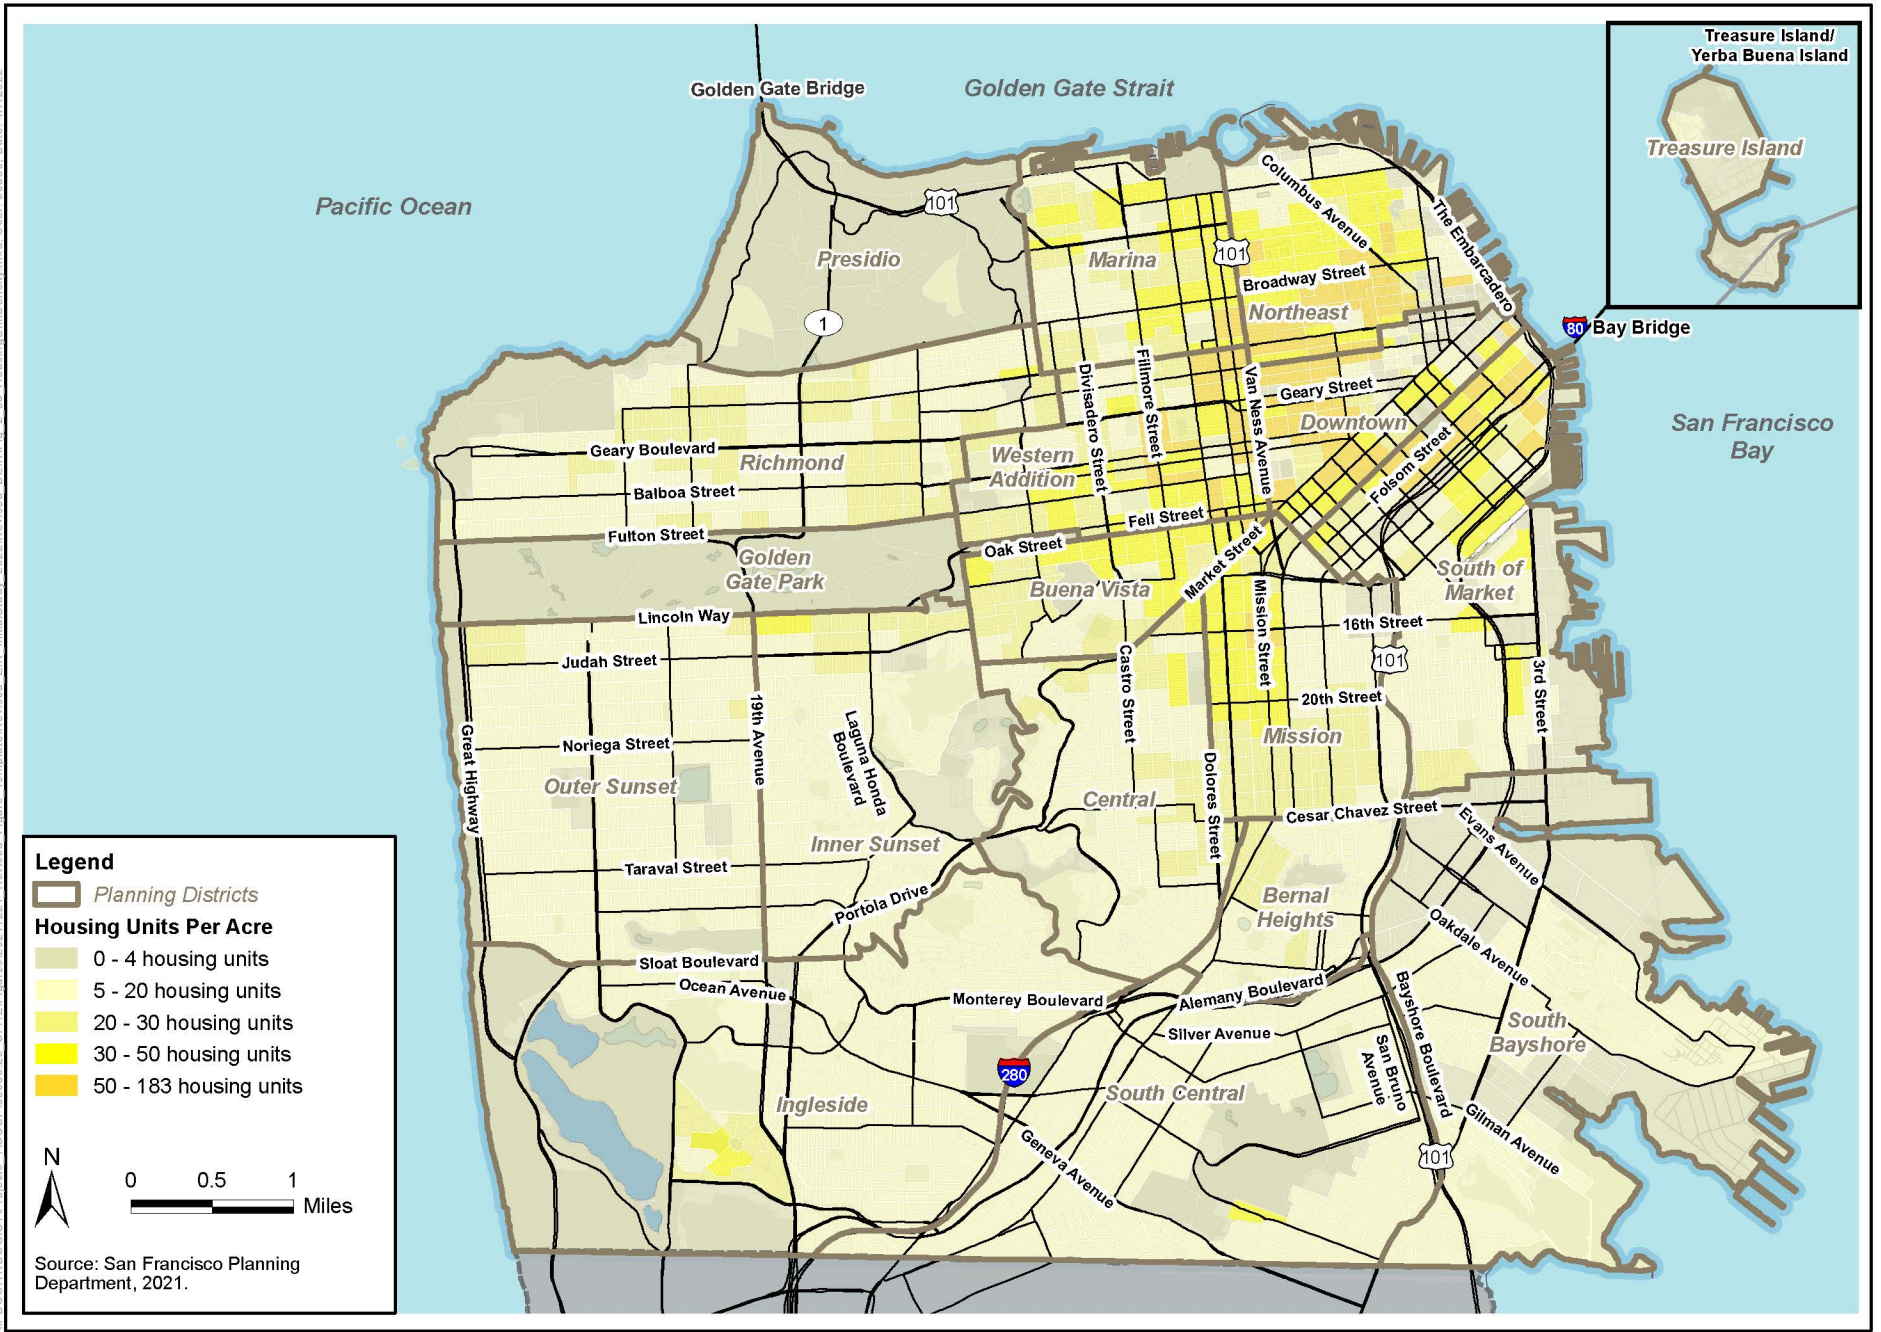 Treasure Island/
Yerba Buena Island
Treasure Island
Golden Gate Bridge
Golden Gate Strait
Pacific Ocean
101
Presidio
1
Marina
101
Columbus Avenue
The Embarcadero
Broadway Street
Northeast
80
Bay Bridge
San Francisco
Bay
Divisadero Street
Fillmore Street
Van Ness Avenue
Geary Street
Downtown
Folsom Street
Geary Boulevard
Richmond
Western
Addition
Balboa Street
Fulton Street
Fell Street
Oak Street
Market Street
Golden
Gate Park
Buena Vista
South of
Market
Lincoln Way
Mission Street
16th Street
Judah Street
101
Castro Street
3rd Street
20th Street
19th Avenue
Great Highway
Noriega Street
Laguna Honda
Boulevard
Dolores Street
Mission
Outer Sunset
Central
Cesar Chavez Street
Evans Avenue
Inner Sunset
Taraval Street
Portola Drive
Bernal
Heights
Oakdale Avenue
Sloat Boulevard
Ocean Avenue
Monterey Boulevard
Alemany Boulevard
Bayshore Boulevard
Silver Avenue
South
Bayshore
San Bruno
Avenue
280
South Central
Ingleside
Geneva Avenue
Gilman Avenue
101
Legend
Planning Districts
Housing Units Per Acre
0 - 4 housing units
5 - 20 housing units
20 - 30 housing units
30 - 50 housing units
50 - 183 housing units
N
0 0.5 1
Miles
Source: San Francisco Planning
Department, 2021.